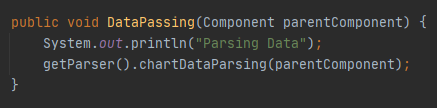 public void DataPassing(Component parentComponent) {
    System.out.println("Parsing Data");
    getParser().chartDataParsing(parentComponent);
}